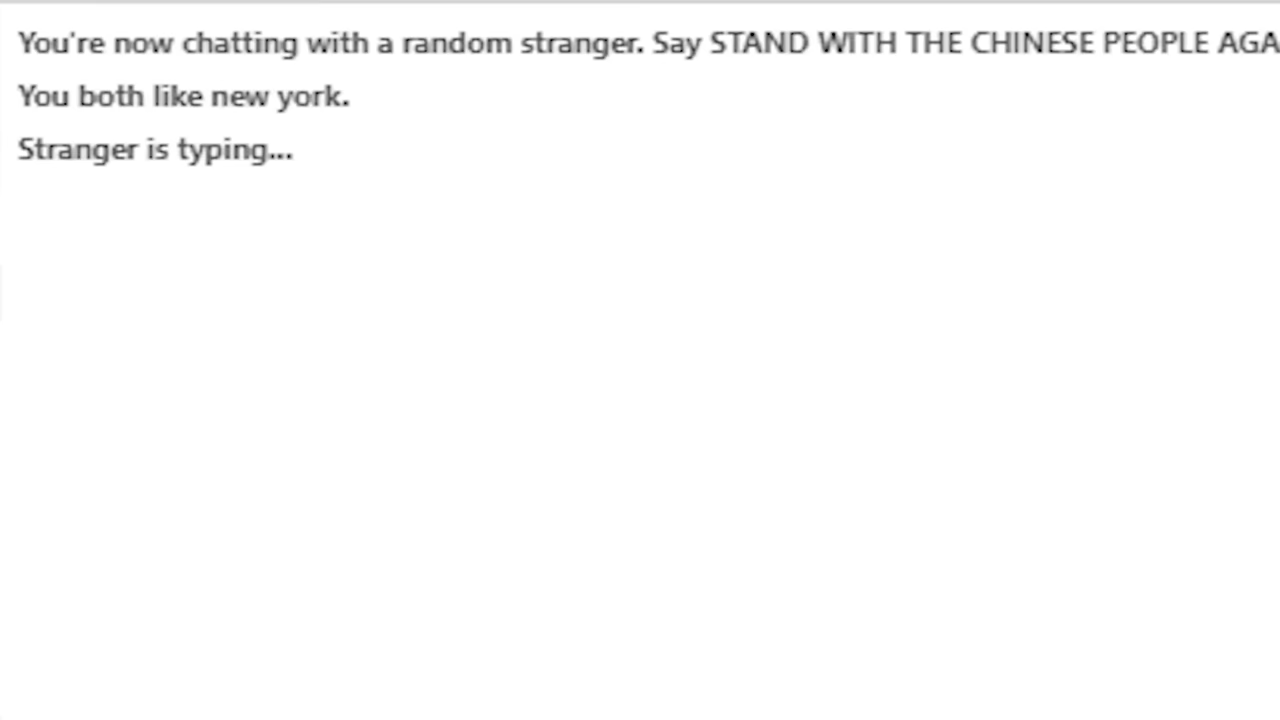 You're now chatting with a random stranger. Say STAND WITH THE CHINESE PEOPLE AGA
You both like new york.
Stranger is typing...